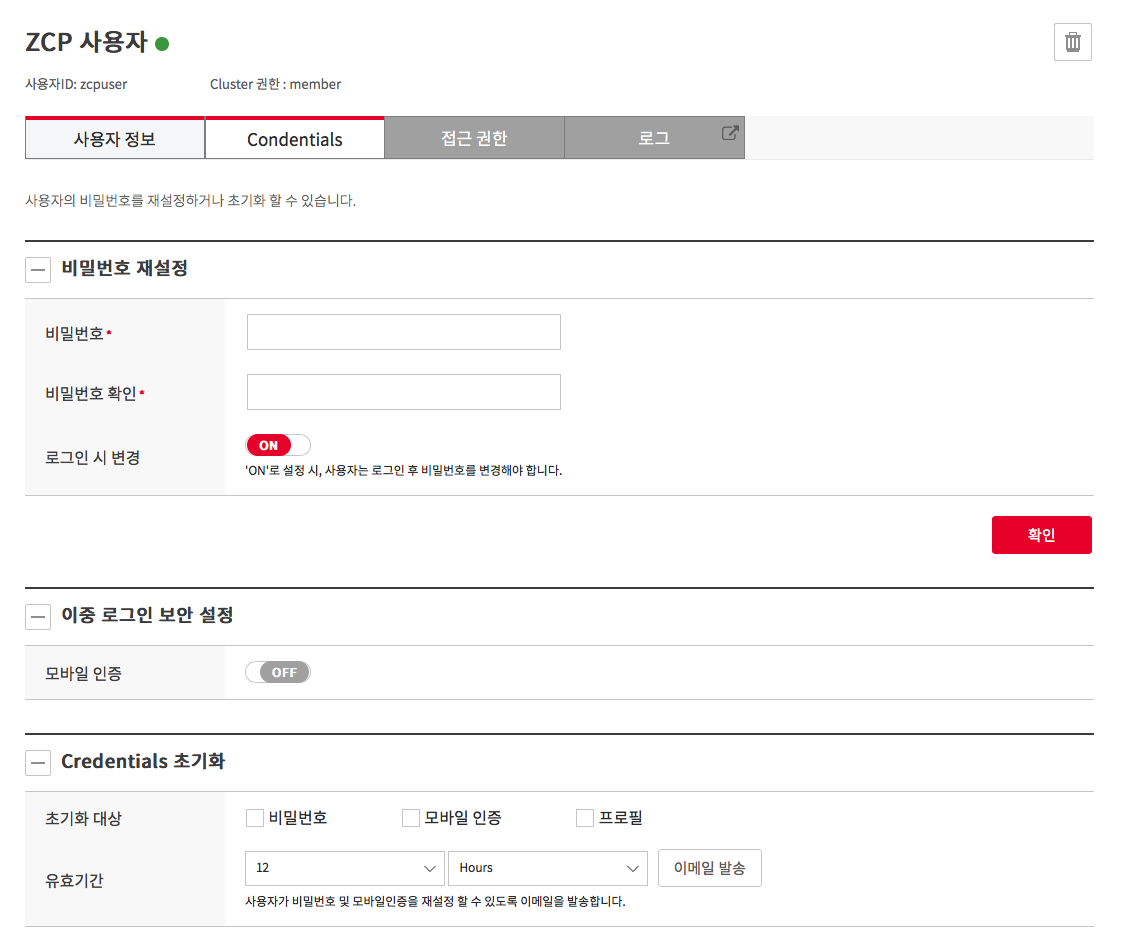 ZCP 사용자
사용자ID: zcpuser Cluster 권한 : member
사용자 정보 Condentials 접근 권한 로그
사용자의 비밀번호를 재설정하거나 초기화 할 수 있습니다.
비밀번호 재설정
비밀번호*
비밀번호 확인*
로그인 시 변경 ON
'ON'로 설정 시, 사용자는 로그인 후 비밀번호를 변경해야 합니다.
확인
이중 로그인 보안 설정
모바일 인증 OFF
Credentials 초기화
초기화 대상 비밀번호 모바일 인증 프로필
유효기간 12 Hours 이메일 발송
사용자가 비밀번호 및 모바일인증을 재설정 할 수 있도록 이메일을 발송합니다.